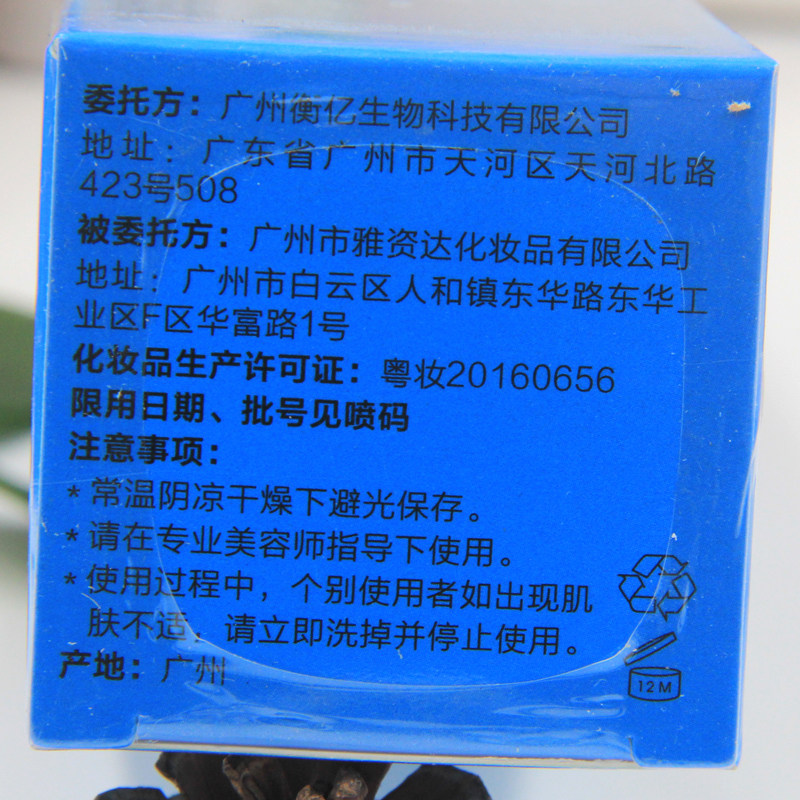 委托方：广州衡亿生物科技有限公司
地址：广东省广州市天河区天河北路
423号508
被委托方：广州市雅资达化妆品有限公司
地址：广州市白云区人和镇东华路东华工
业区F区华富路1号
化妆品生产许可证：粤妆20160656
限用日期、批号见喷码
注意事项：
*常温阴凉干燥下避光保存。
*请在专业美容师指导下使用。
*使用过程中，个别使用者如出现肌
肤不适，请立即洗掉并停止使用。
产地：广州
12M